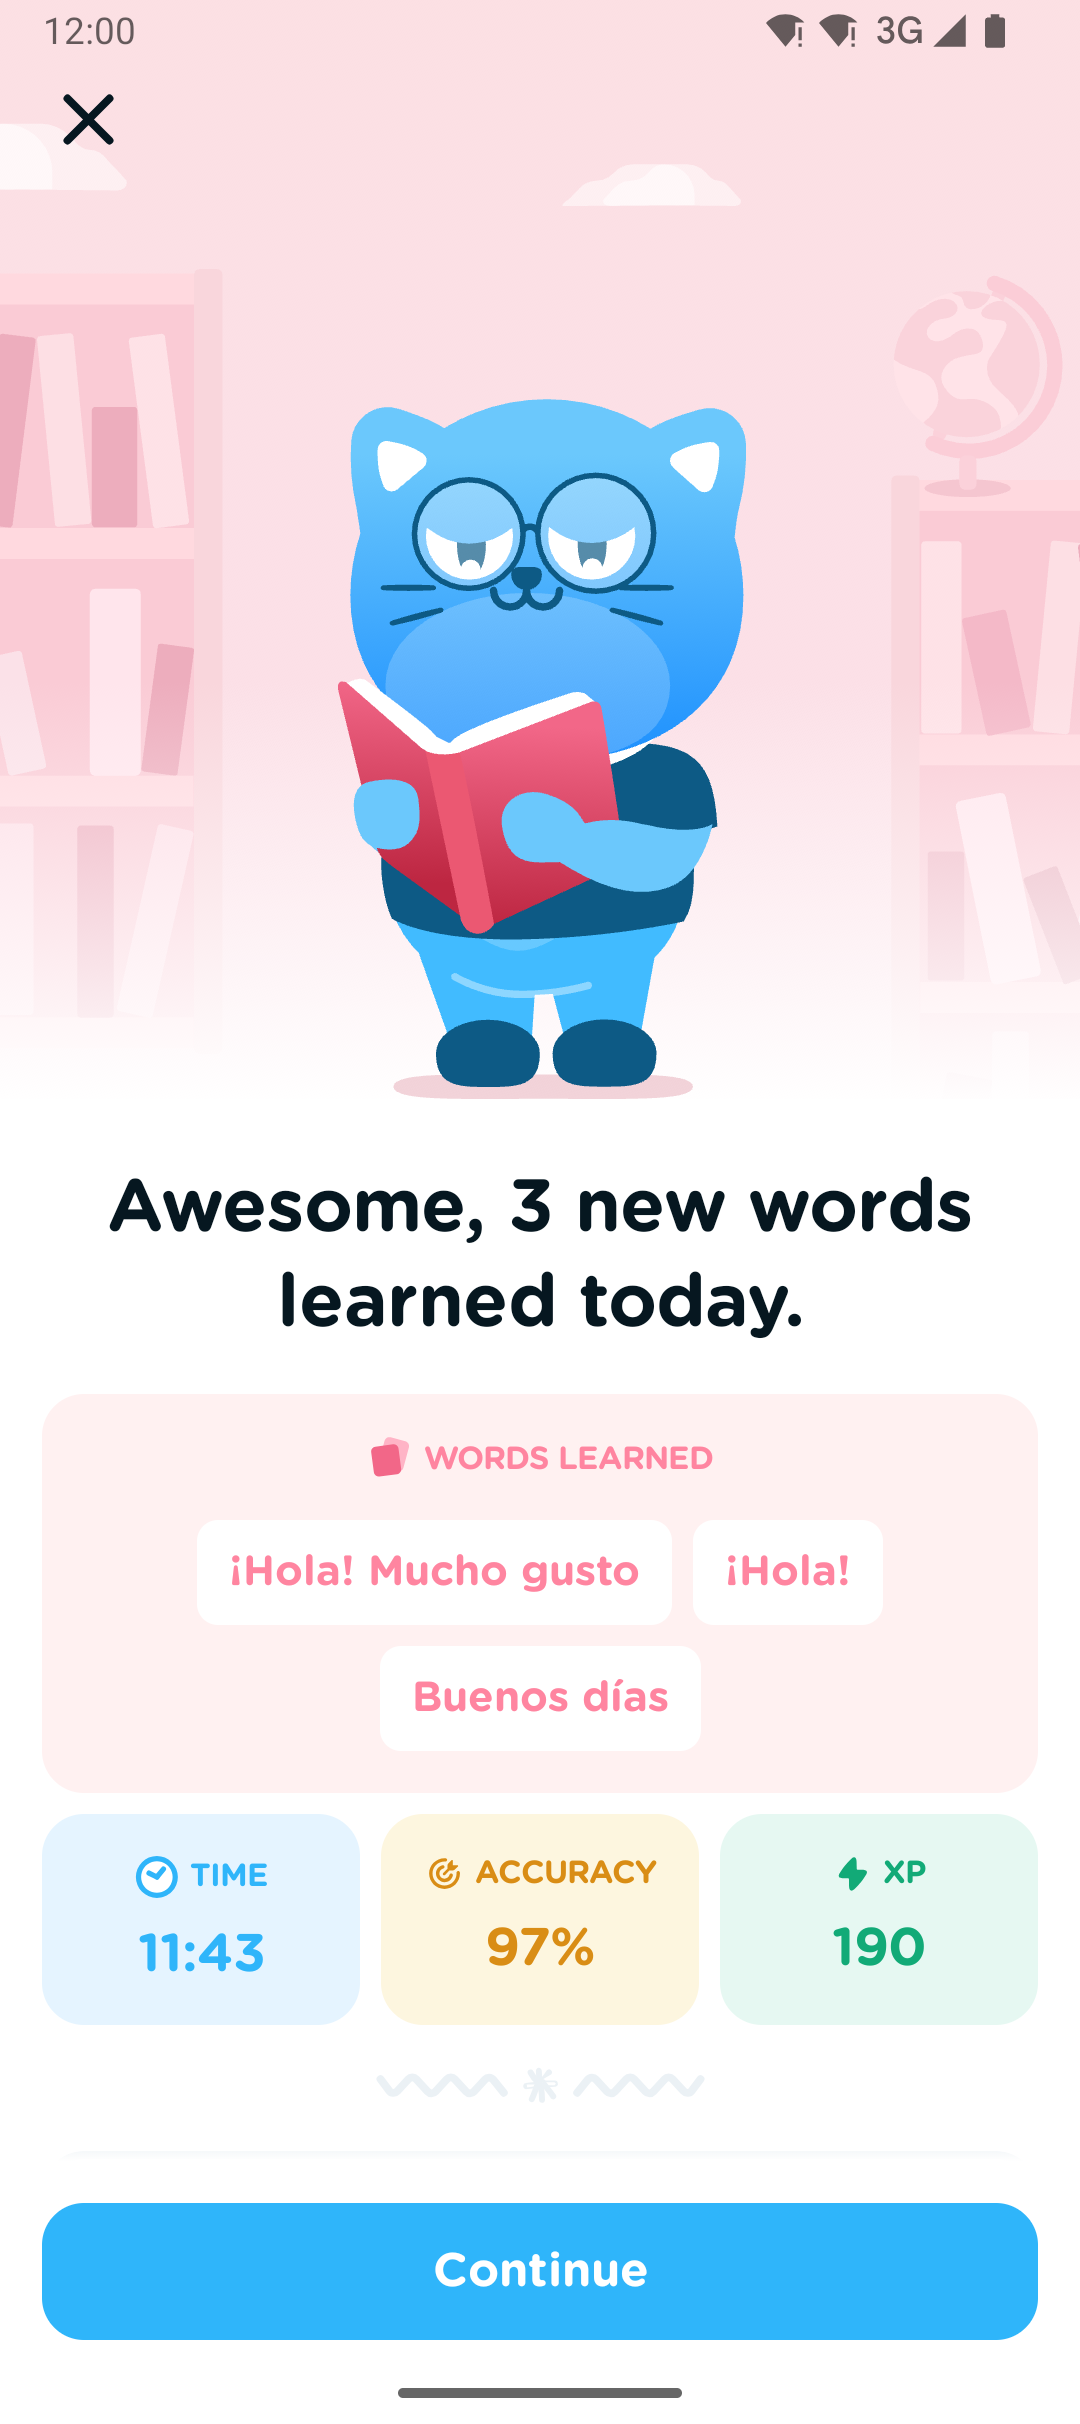 12:00
3G
Awesome, 3 new words
learned today.
WORDS LEARNED
¡Hola! Mucho gusto
¡Hola!
Buenos días
TIME
ACCURACY
XP
11:43
97%
190
Continue